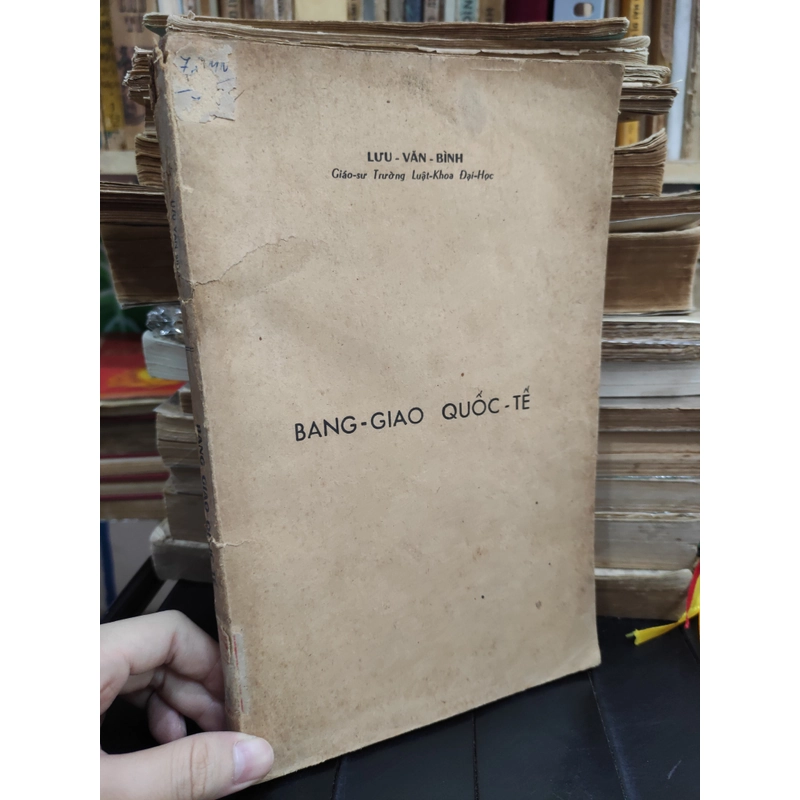 LƯU - VĂN - BÌNH
Giáo-sư Trường Luật-Khoa Đại-Học
BANG-GIAO QUỐC-TẾ